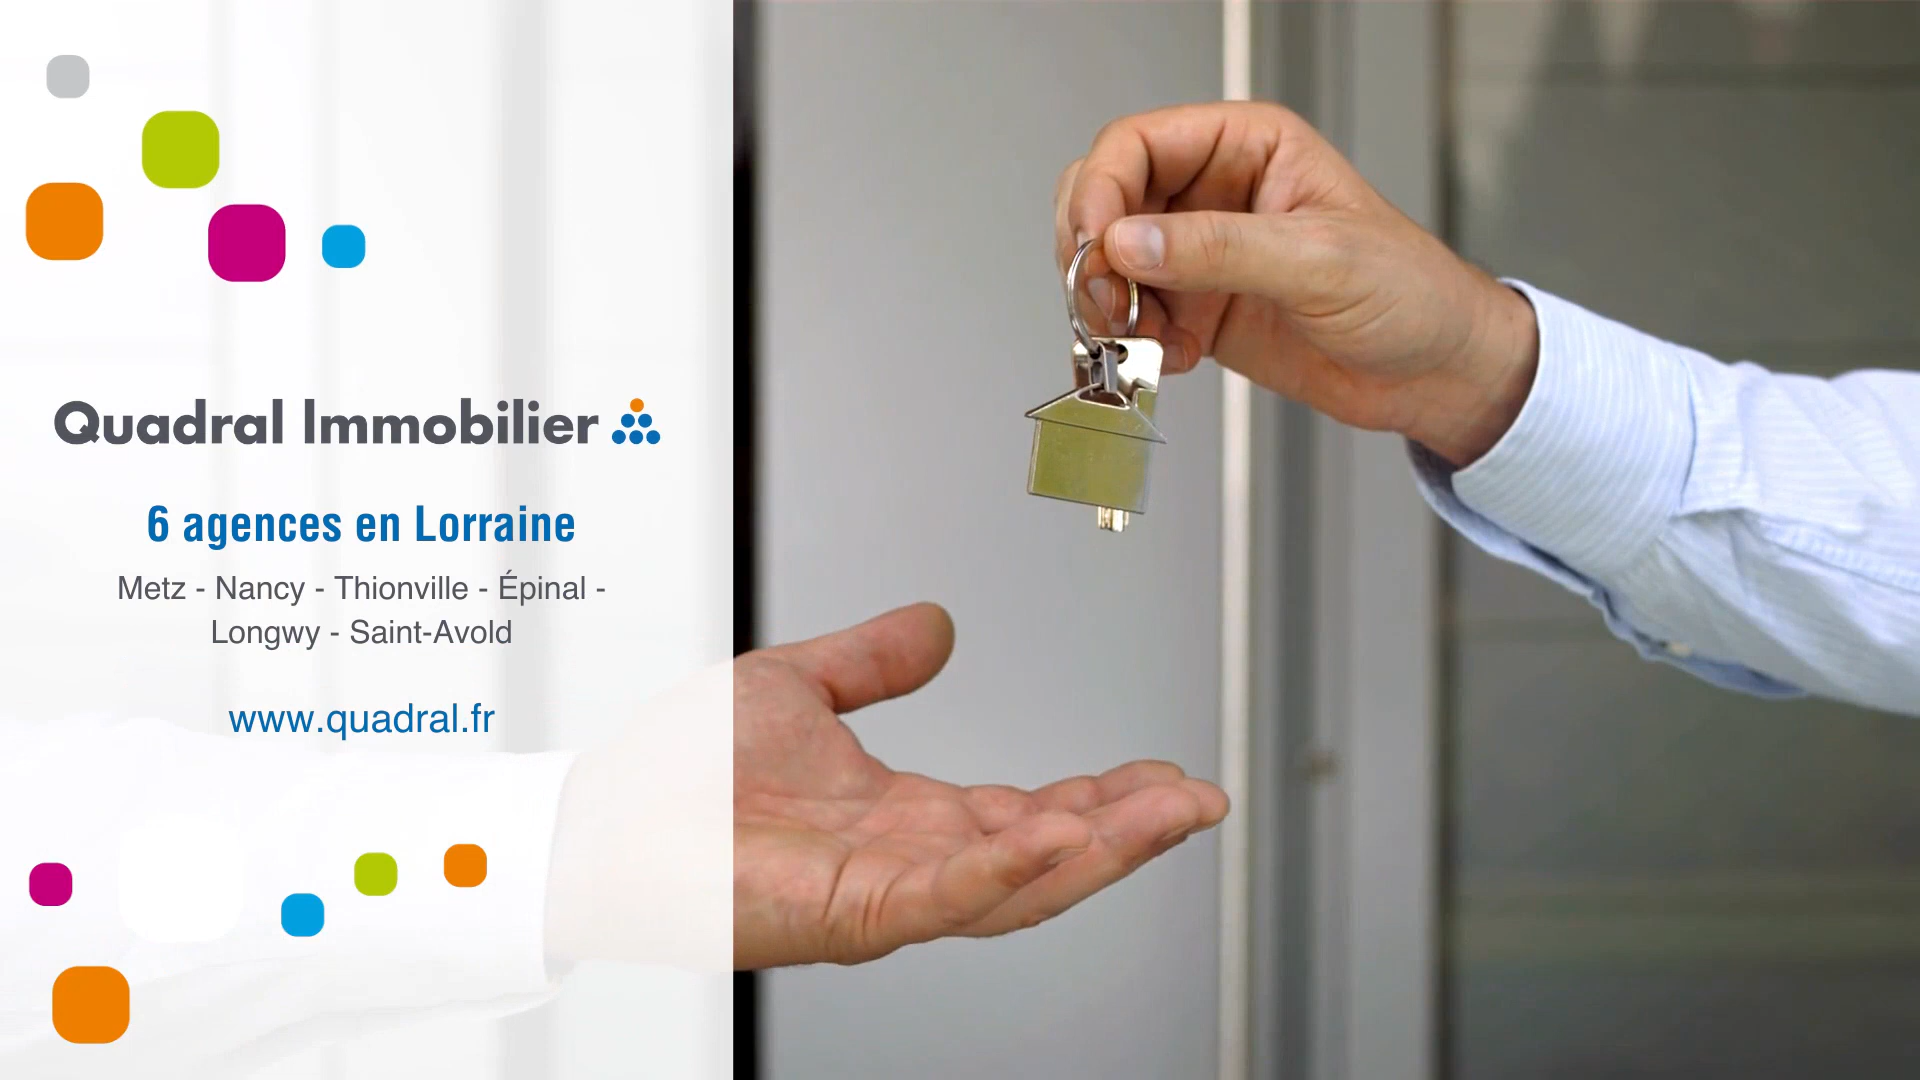 Quadral Immobilier
6 agences en Lorraine
Metz - Nancy - Thionville - Épinal -
Longwy - Saint-Avold
www.quadral.fr